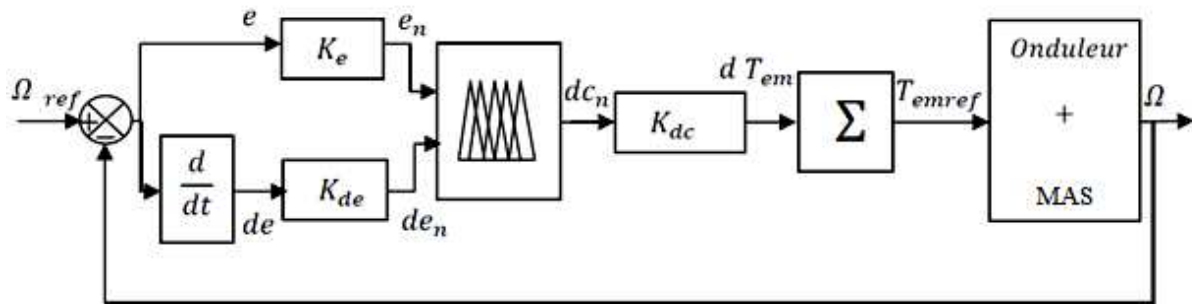 Ω ref
+
−
e
K_e
e_n
d/dt
de
K_de
de_n
dc_n
K_dc
d T_em
Σ
T_emref
Onduleur
+
MAS
Ω